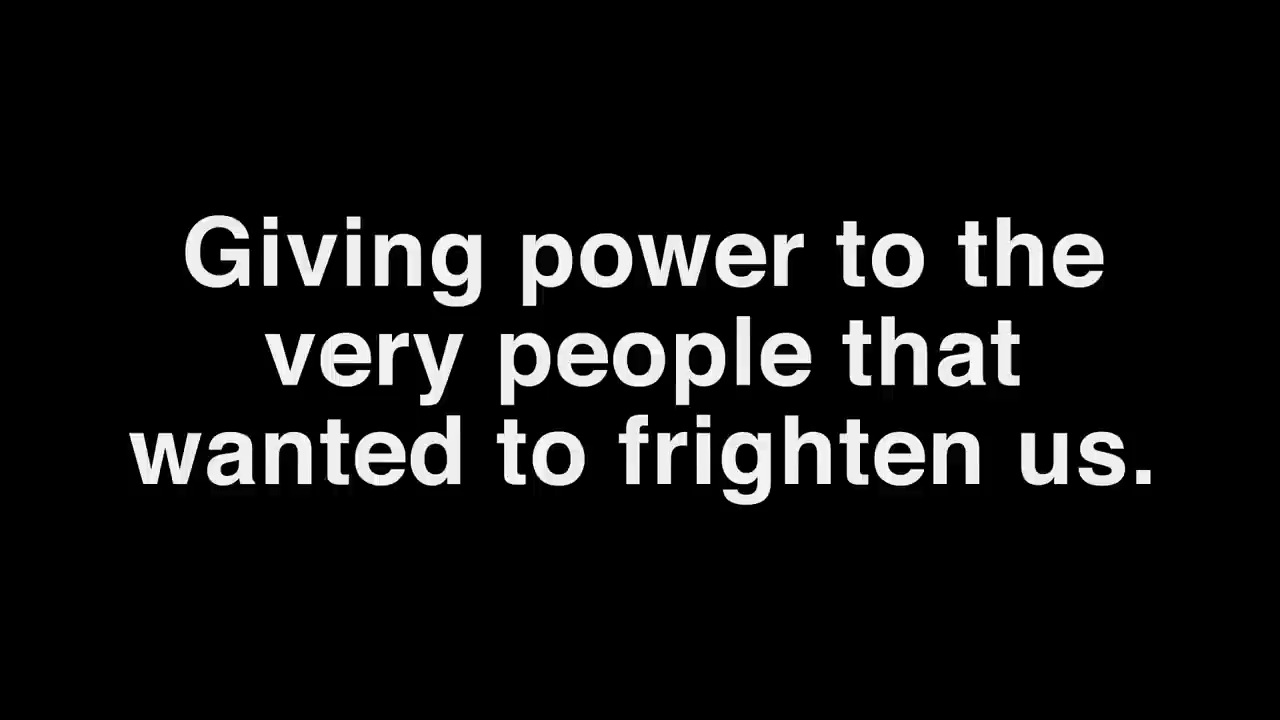 Giving power to the
very people that
wanted to frighten us.